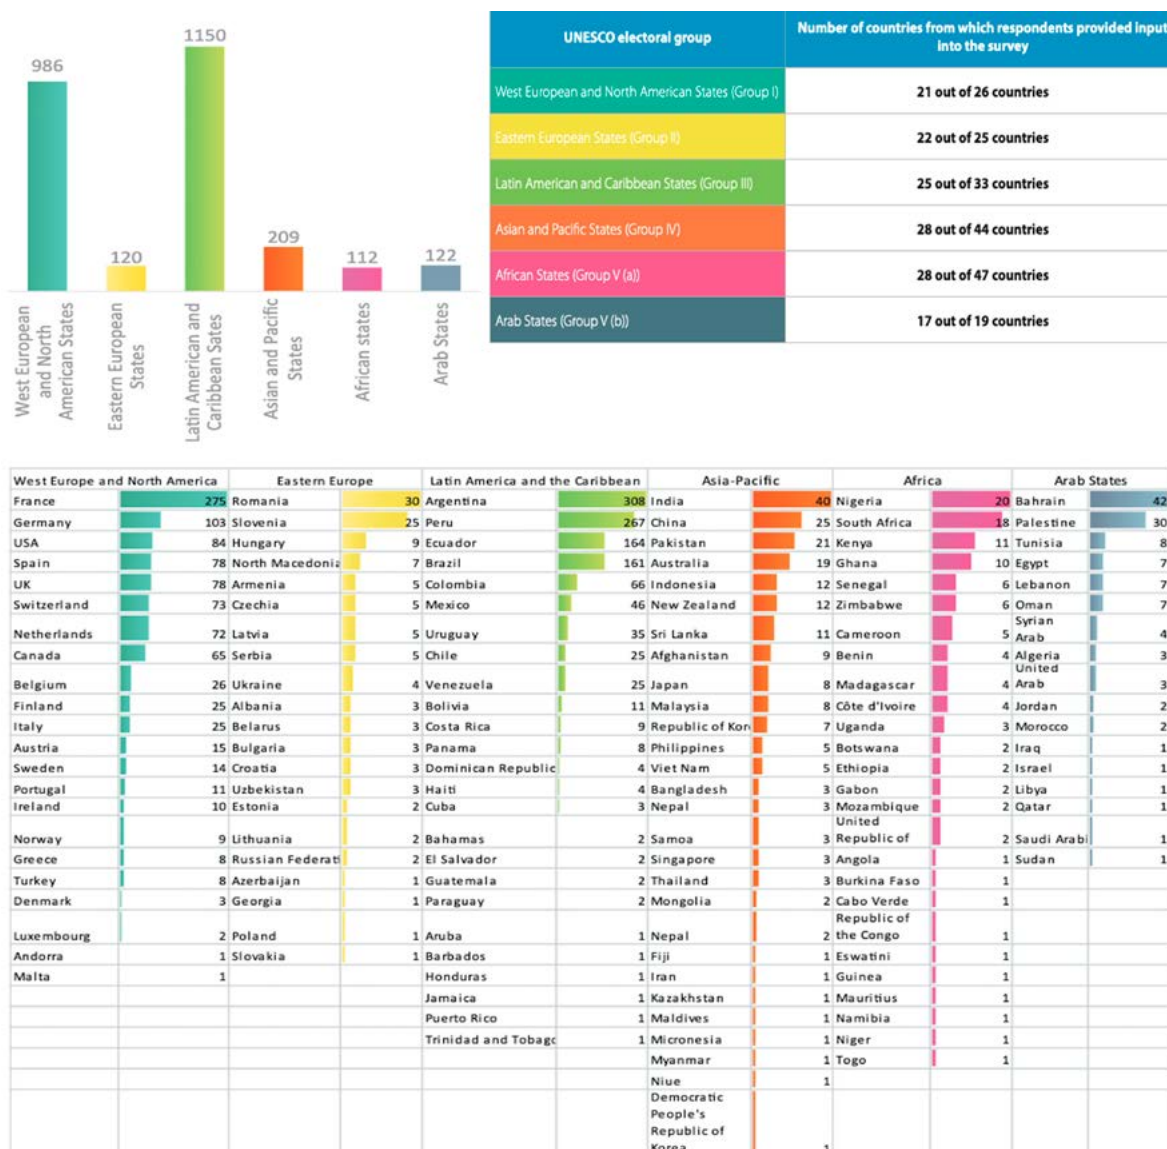 986
120
1150
209
112
122
West European
and North
American States
Eastern European
States
Latin American and
Caribbean Sates
Asian and Pacific
States
African states
Arab States
UNESCO electoral group
Number of countries from which respondents provided input
into the survey
West European and North American States (Group I)
21 out of 26 countries
Eastern European States (Group II)
22 out of 25 countries
Latin American and Caribbean States (Group III)
25 out of 33 countries
Asian and Pacific States (Group IV)
28 out of 44 countries
African States (Group V (a))
28 out of 47 countries
Arab States (Group V (b))
17 out of 19 countries
West Europe and North America Eastern Europe Latin America and the Caribbean Asia-Pacific Africa Arab States
France 275 Romania 30 Argentina 308 India 40 Nigeria 20 Bahrain 42
Germany 103 Slovenia 25 Peru 267 China 25 South Africa 18 Palestine 30
USA 84 Hungary 9 Ecuador 164 Pakistan 21 Kenya 11 Tunisia 8
Spain 78 North Macedonia 7 Brazil 161 Australia 19 Ghana 10 Egypt 7
UK 78 Armenia 5 Colombia 66 Indonesia 12 Senegal 6 Lebanon 7
Switzerland 73 Czechia 5 Mexico 46 New Zealand 12 Zimbabwe 6 Oman 7
Netherlands 72 Latvia 5 Uruguay 35 Sri Lanka 11 Cameroon 5 Syrian Arab 4
Canada 65 Serbia 5 Chile 25 Afghanistan 9 Benin 4 Algeria 3
Belgium 26 Ukraine 4 Venezuela 25 Japan 8 Madagascar 4 United Arab 3
Finland 25 Albania 3 Bolivia 11 Malaysia 8 Côte d'Ivoire 4 Jordan 2
Italy 25 Belarus 3 Costa Rica 9 Republic of Kor 7 Uganda 3 Morocco 2
Austria 15 Bulgaria 3 Panama 8 Philippines 5 Botswana 2 Iraq 1
Sweden 14 Croatia 3 Dominican Republic 4 Viet Nam 5 Ethiopia 2 Israel 1
Portugal 11 Uzbekistan 3 Haiti 4 Bangladesh 3 Gabon 2 Libya 1
Ireland 10 Estonia 2 Cuba 3 Nepal 3 Mozambique 2 Qatar 1
Norway 9 Lithuania 2 Bahamas 2 Samoa 3 United Republic of 2 Saudi Arabi 1
Greece 8 Russian Federati 2 El Salvador 2 Singapore 3 Angola 1 Sudan 1
Turkey 8 Azerbaijan 1 Guatemala 2 Thailand 3 Burkina Faso 1
Denmark 3 Georgia 1 Paraguay 2 Mongolia 2 Cabo Verde 1
Luxembourg 2 Poland 1 Aruba 1 Nepal 2 Republic of the Congo 1
Andorra 1 Slovakia 1 Barbados 1 Fiji 1 Eswatini 1
Malta 1 Honduras 1 Iran 1 Guinea 1
Jamaica 1 Kazakhstan 1 Mauritius 1
Puerto Rico 1 Maldives 1 Namibia 1
Trinidad and Tobago 1 Micronesia 1 Niger 1
Myanmar 1 Togo 1
Niue 1
Democratic
People's
Republic of
Korea 1